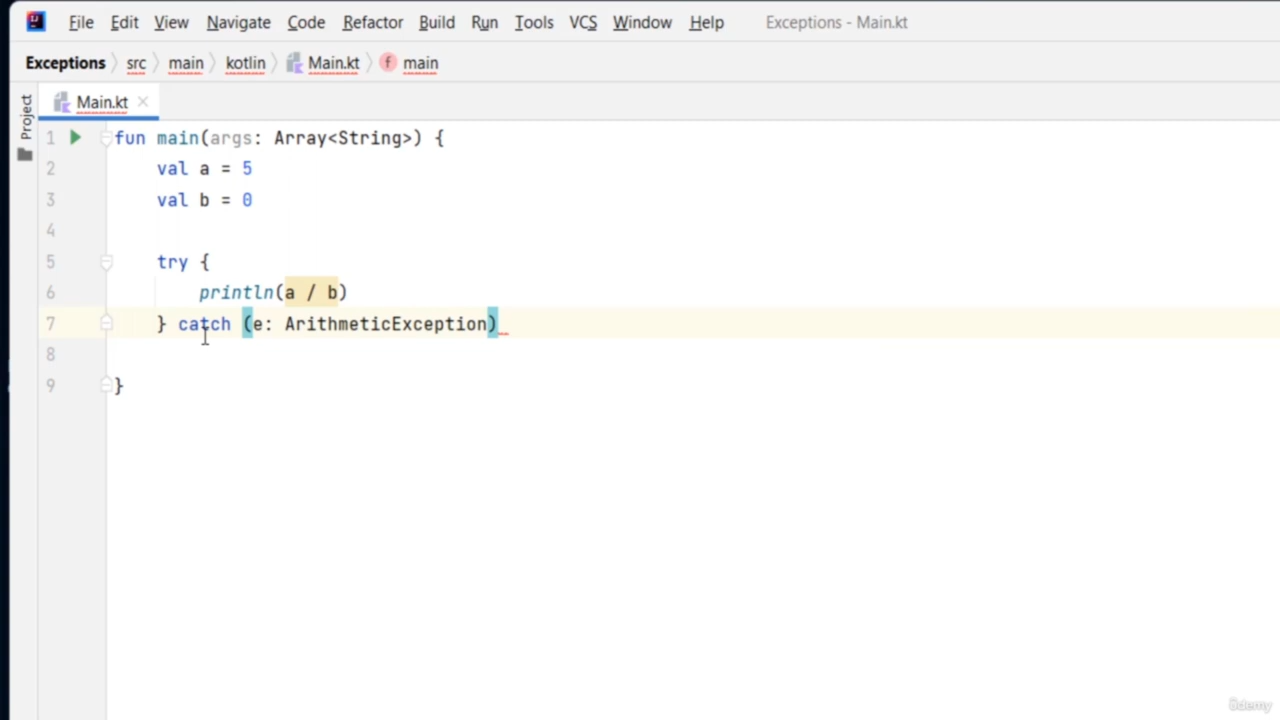 File Edit View Navigate Code Refactor Build Run Tools VCS Window Help Exceptions - Main.kt
Exceptions src main kotlin Main.kt f main
Project
Main.kt
1 fun main(args: Array<String>) {
2 val a = 5
3 val b = 0
4
5 try {
6 println(a / b)
7 } catch (e: ArithmeticException)
8
9 }
ûdemy